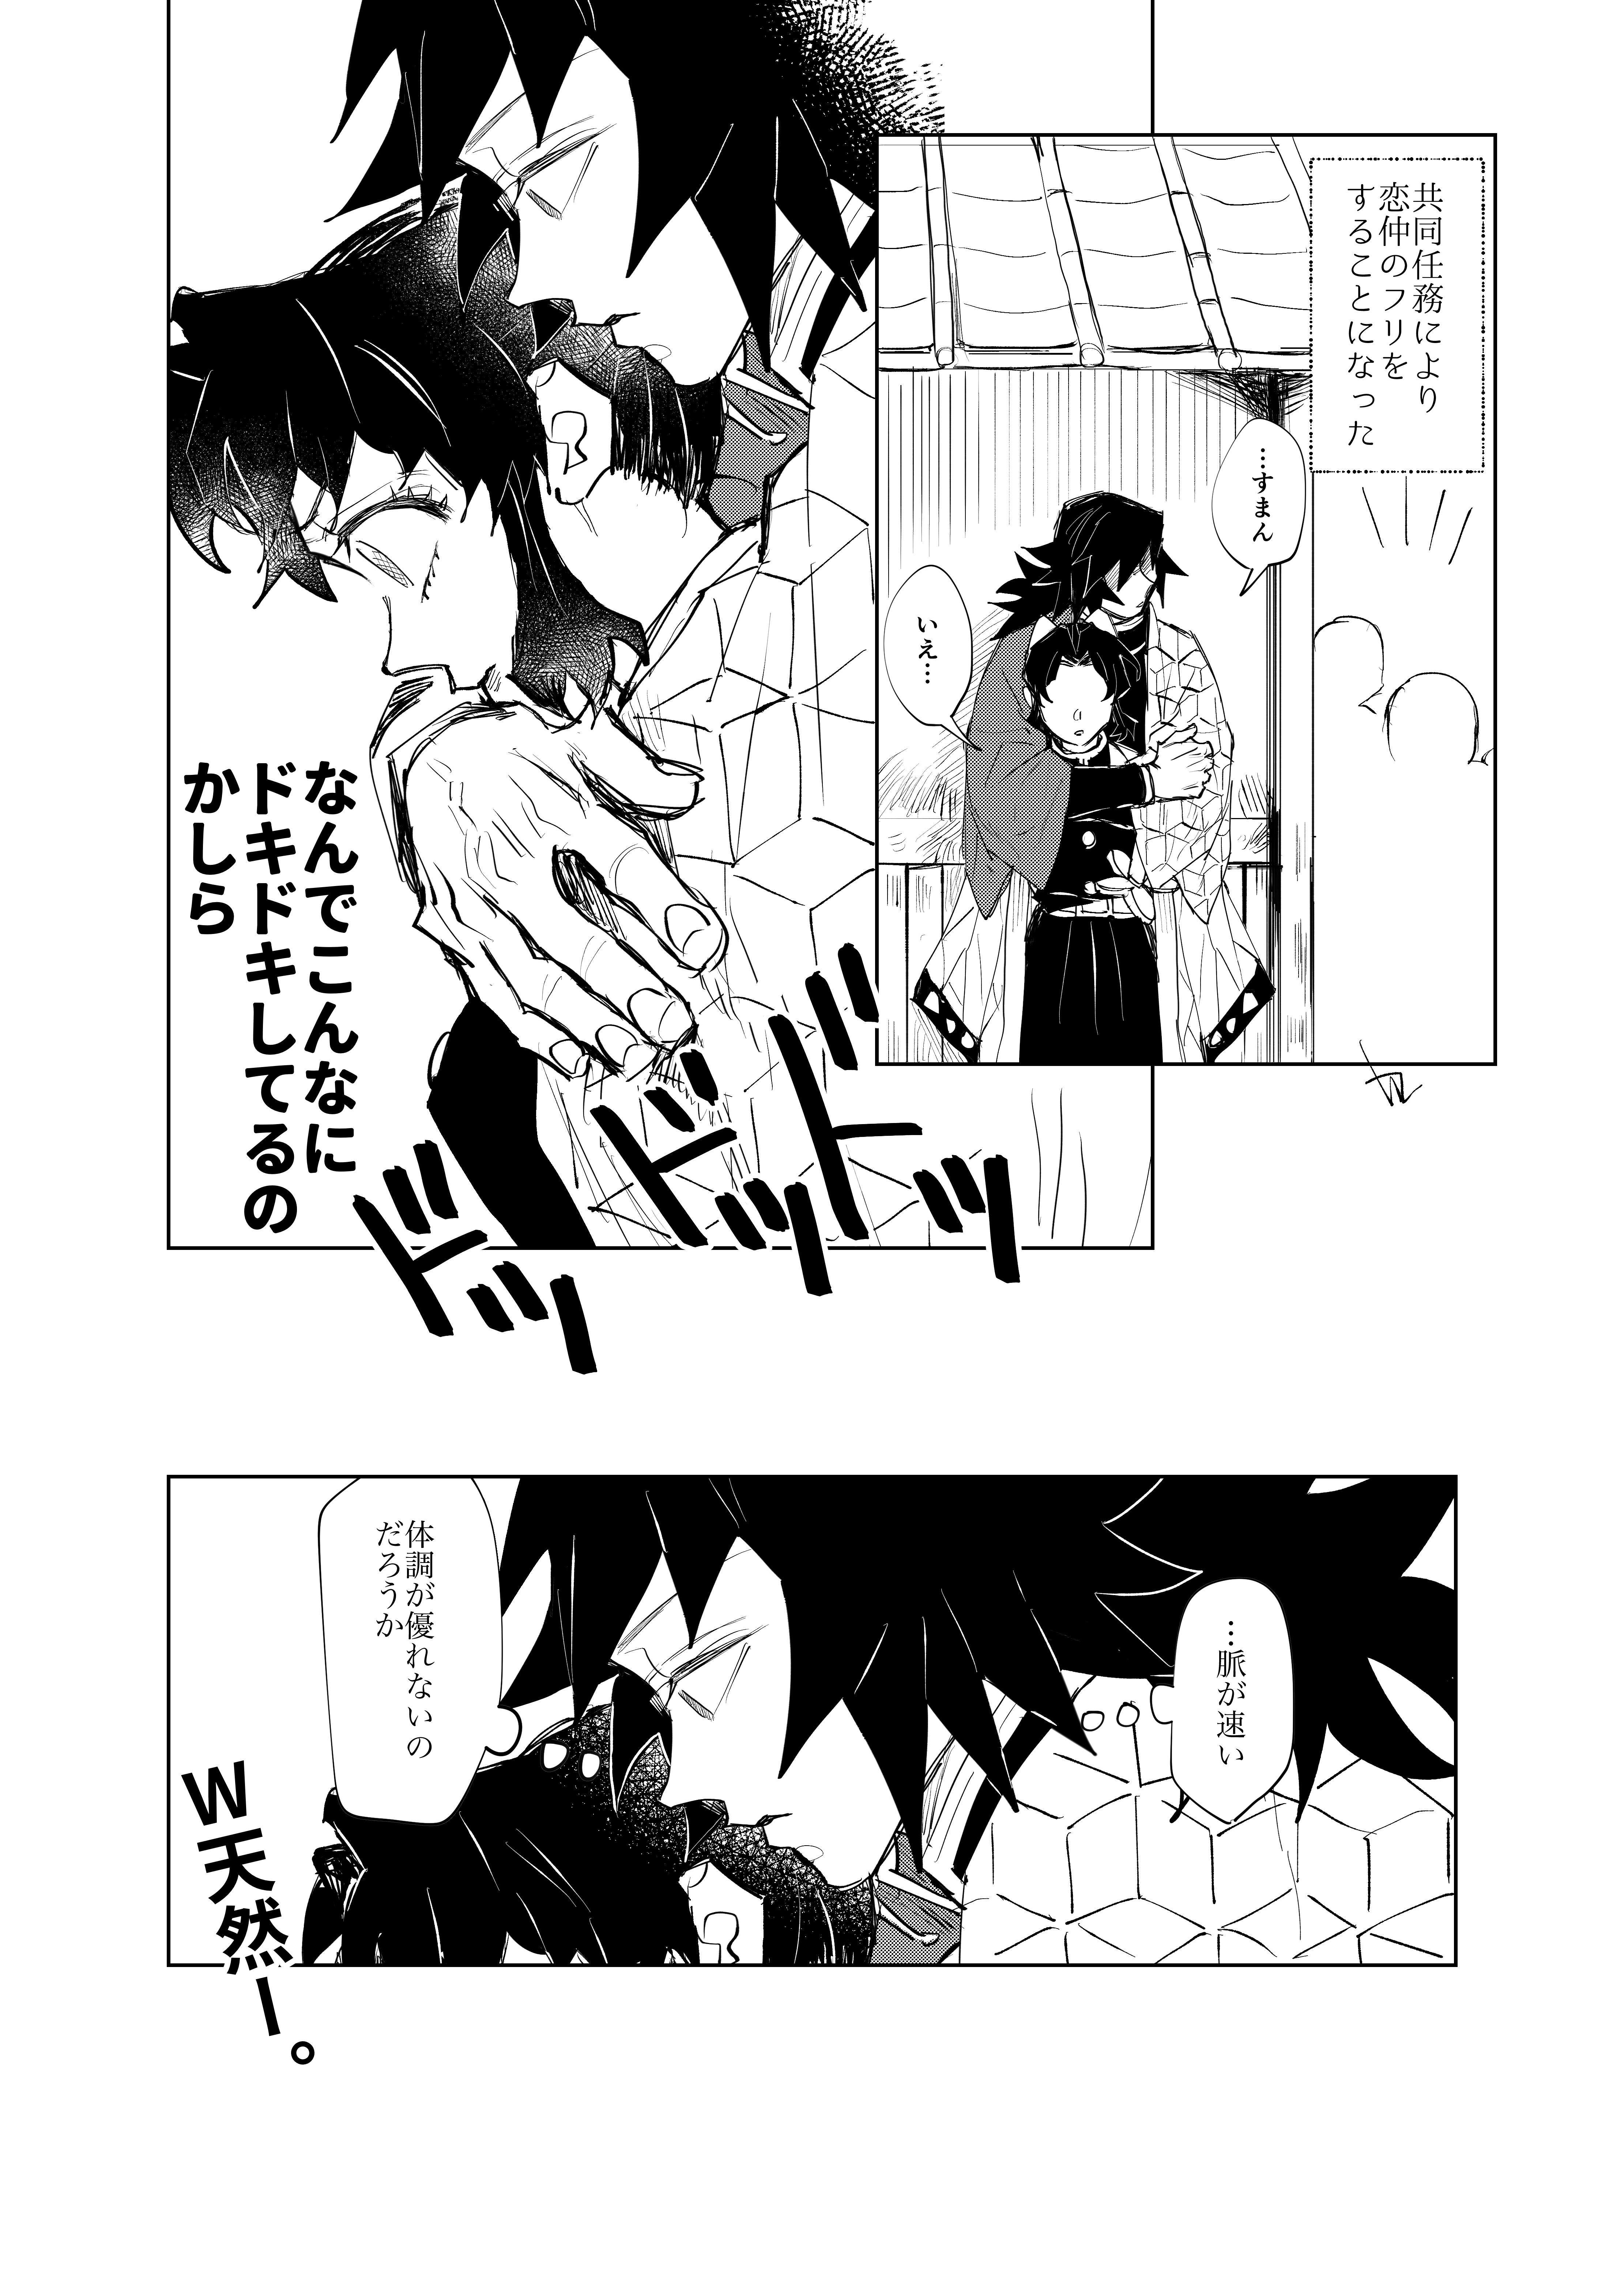 共同任務により
恋仲のフリを
することになった
…すまん
いえ…
なんでこんなに
ドキドキしてるの
かしら
ドッ
ドッ
ドッ
…脈が速い
体調が優れないの
だろうか
W天然ー。